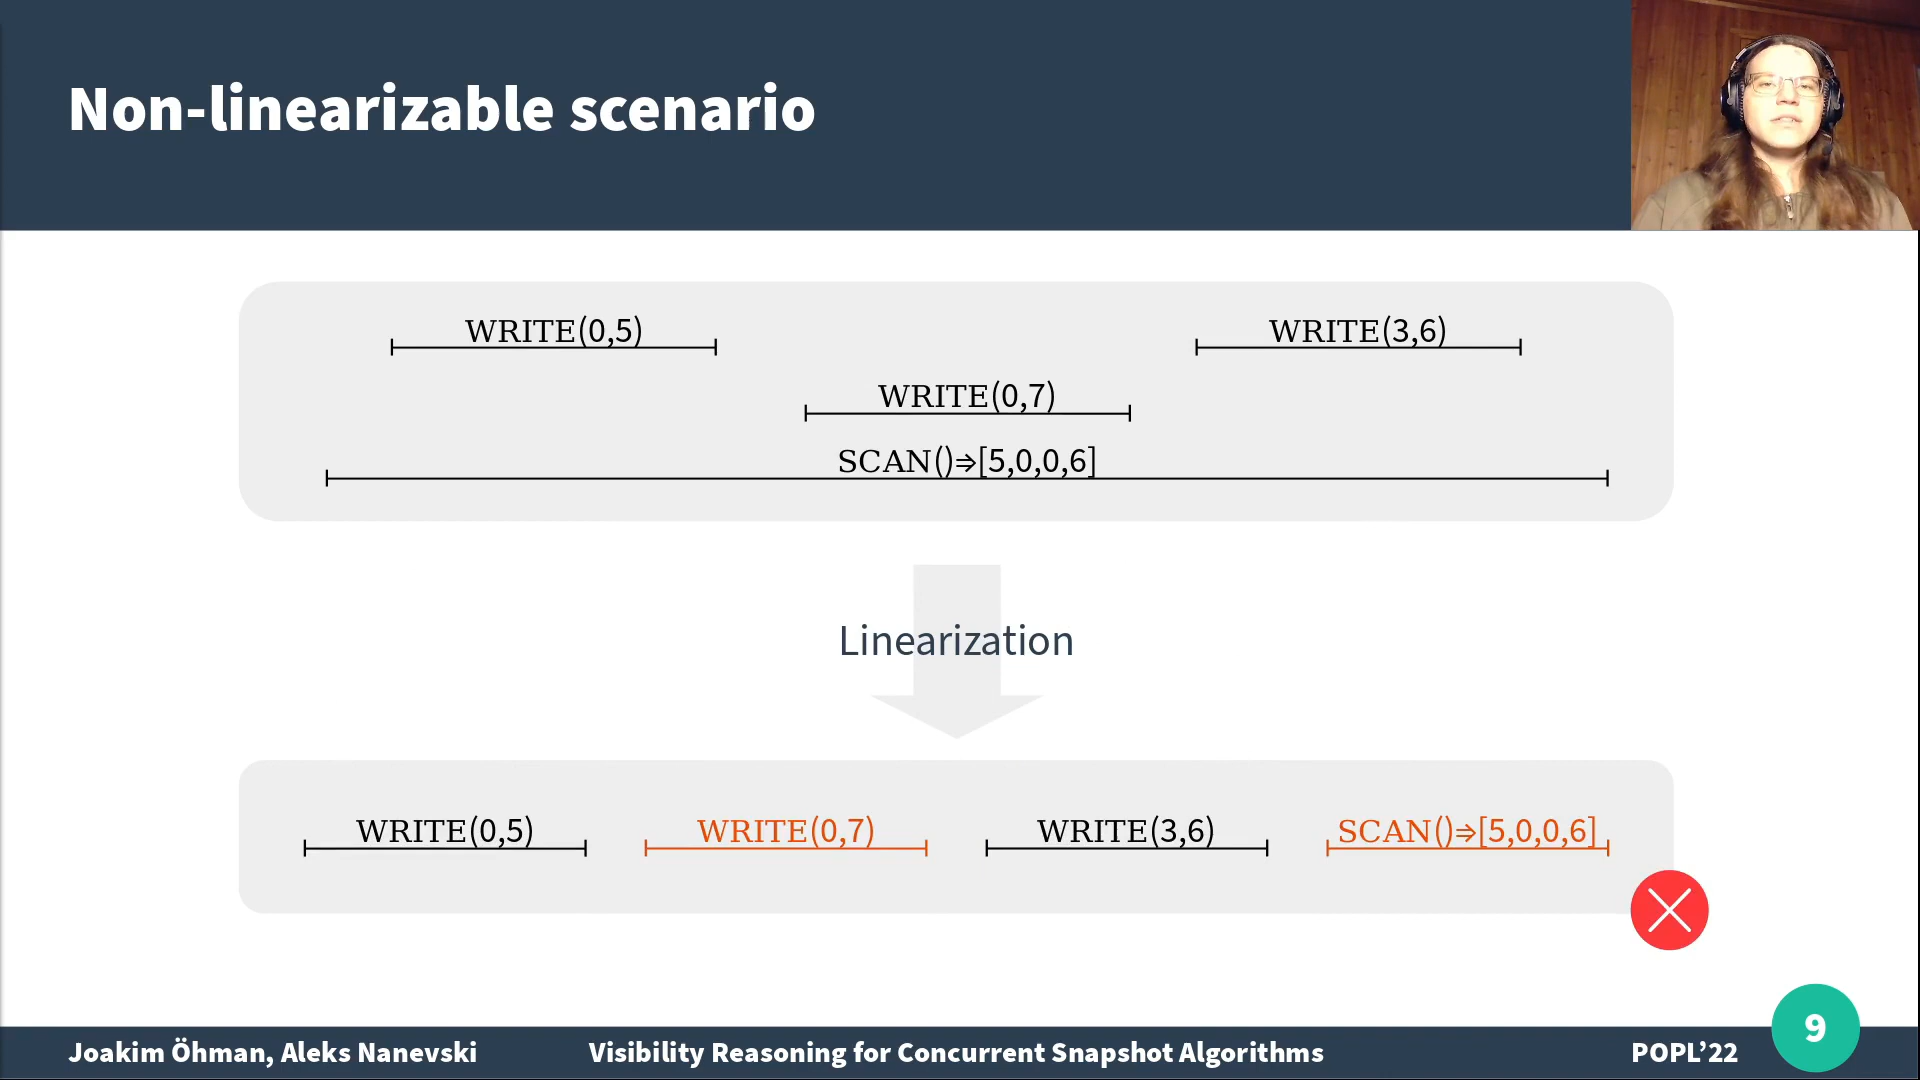 Non-linearizable scenario
WRITE(0,5)
WRITE(3,6)
WRITE(0,7)
SCAN()⇒[5,0,0,6]
Linearization
WRITE(0,5)
WRITE(0,7)
WRITE(3,6)
SCAN()⇒[5,0,0,6]
Joakim Öhman, Aleks Nanevski
Visibility Reasoning for Concurrent Snapshot Algorithms
POPL’22
9